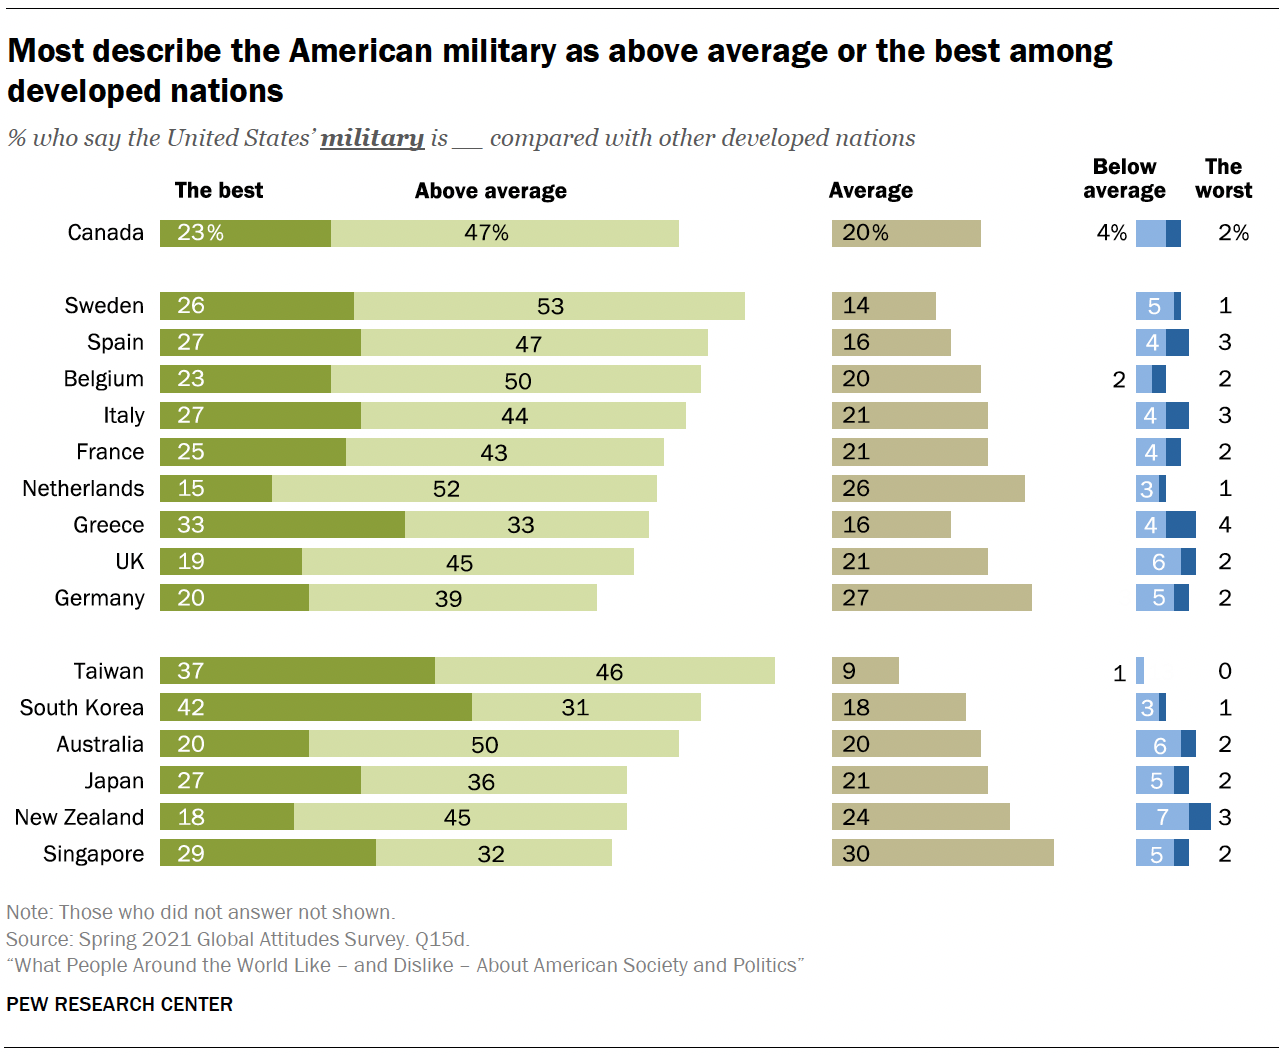 Most describe the American military as above average or the best among
developed nations
% who say the United States’ military is __ compared with other developed nations
The best Above average Average Below average The worst
Canada 23% 47% 20% 4% 2%
Sweden 26 53 14 5 1
Spain 27 47 16 4 3
Belgium 23 50 20 2 2
Italy 27 44 21 4 3
France 25 43 21 4 2
Netherlands 15 52 26 3 1
Greece 33 33 16 4 4
UK 19 45 21 6 2
Germany 20 39 27 5 2
Taiwan 37 46 9 1 0
South Korea 42 31 18 3 1
Australia 20 50 20 6 2
Japan 27 36 21 5 2
New Zealand 18 45 24 7 3
Singapore 29 32 30 5 2
Note: Those who did not answer not shown.
Source: Spring 2021 Global Attitudes Survey. Q15d.
“What People Around the World Like – and Dislike – About American Society and Politics”
PEW RESEARCH CENTER